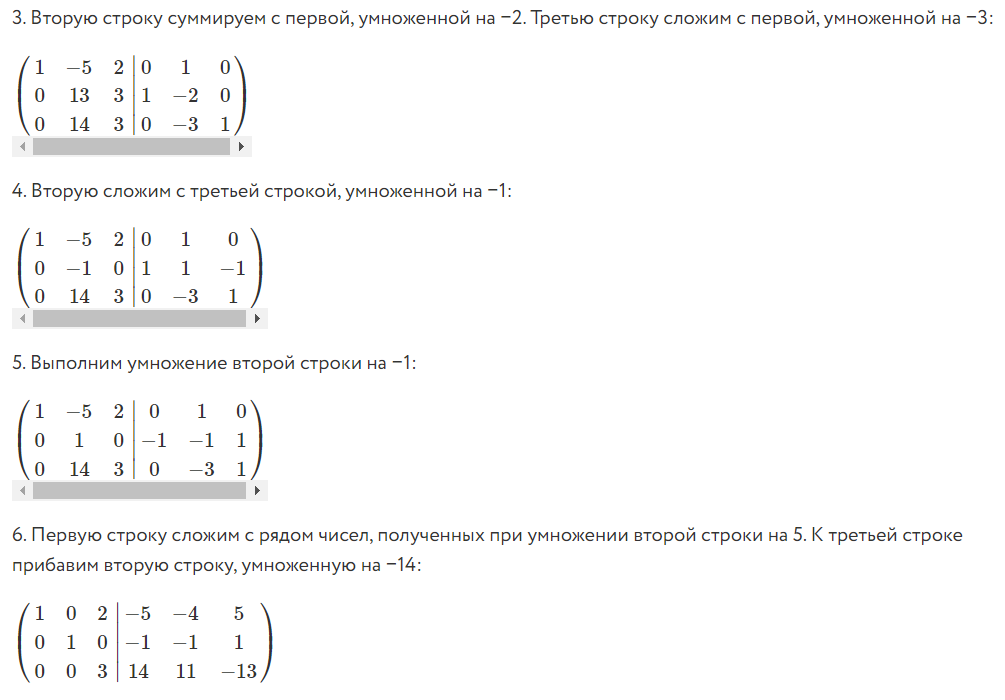 3. Вторую строку суммируем с первой, умноженной на −2. Третью строку сложим с первой, умноженной на −3:
1 −5 2 0 1 0
0 13 3 1 −2 0
0 14 3 0 −3 1
4. Вторую сложим с третьей строкой, умноженной на −1:
1 −5 2 0 1 0
0 −1 0 1 1 −1
0 14 3 0 −3 1
5. Выполним умножение второй строки на −1:
1 −5 2 0 1 0
0 1 0 −1 −1 1
0 14 3 0 −3 1
6. Первую строку сложим с рядом чисел, полученных при умножении второй строки на 5. К третьей строке
прибавим вторую строку, умноженную на −14:
1 0 2 −5 −4 5
0 1 0 −1 −1 1
0 0 3 14 11 −13